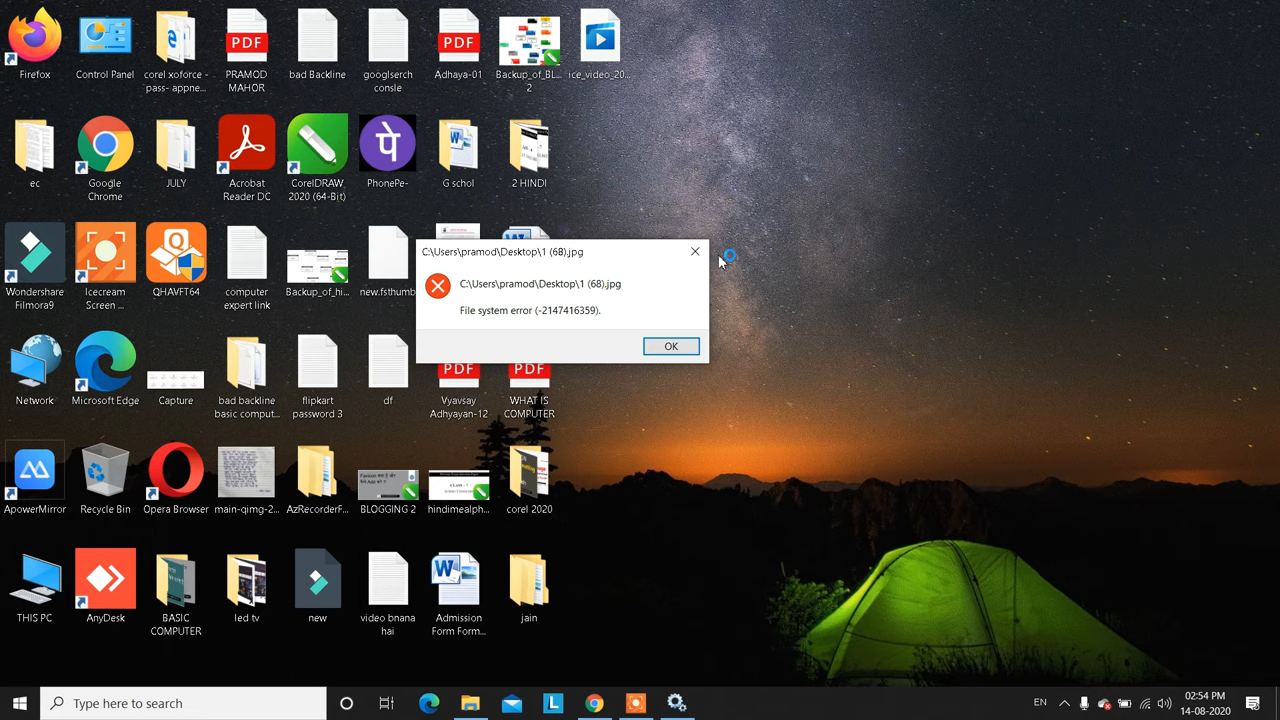 Firefox
Control Panel
corel xoforce -
pass- appne...
PDF
PRAMOD
MAHOR
bad Backline
googlserch
consle
PDF
Adhaya-01
Backup_of_BL...
2
ice_video_20...
ec
Google
Chrome
JULY
Acrobat
Reader DC
CorelDRAW
2020 (64-Bit)
पे
PhonePe-
G schol
2 HINDI
Wondershare
Filmora9
Icecream
Screen ...
QHAVFT64
computer
expert link
Backup_of_hi...
new.fsthumb
C:\Users\pramod\Desktop\1 (68).jpg
C:\Users\pramod\Desktop\1 (68).jpg
File system error (-2147416359).
OK
Network
Microsoft Edge
Capture
bad backline
basic comput...
flipkart
password 3
df
PDF
Vyavsay
Adhyayan-12
PDF
WHAT IS
COMPUTER
ApowerMirror
Recycle Bin
Opera Browser
main-qimg-2...
AzRecorderF...
BLOGGING 2
hindimealph...
corel 2020
THIS PC
AnyDesk
BASIC
COMPUTER
led tv
new
video bnana
hai
W
Admission
Form Form...
jain
Type here to search
L
EN
02:54 PM
14-08-2020